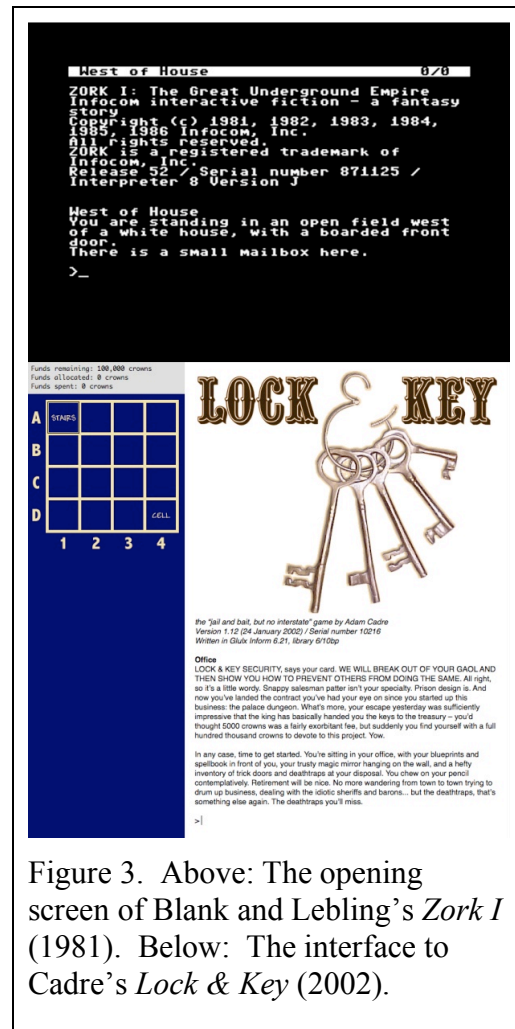 West of House 0/0
ZORK I: The Great Underground Empire
Infocom interactive fiction - a fantasy
story
Copyright (c) 1981, 1982, 1983, 1984,
1985, 1986 Infocom, Inc.
All rights reserved.
ZORK is a registered trademark of
Infocom, Inc.
Release 52 / Serial number 871125 /
Interpreter 8 Version J
West of House
You are standing in an open field west
of a white house, with a boarded front
door.
There is a small mailbox here.
>_
Funds remaining: 100,000 crowns
Funds allocated: 0 crowns
Funds spent: 0 crowns
A STAIRS
B
C
D CELL
1 2 3 4
LOCK & KEY
the "jail and bait, but no interstate" game by Adam Cadre
Version 1.12 (24 January 2002) / Serial number 10216
Written in Glulx Inform 6.21, library 6/10bp
Office
LOCK & KEY SECURITY, says your card. WE WILL BREAK OUT OF YOUR GAOL AND
THEN SHOW YOU HOW TO PREVENT OTHERS FROM DOING THE SAME. All right,
so it's a little wordy. Snappy salesman patter isn't your specialty. Prison design is. And
now you've landed the contract you've had your eye on since you started up this
business: the palace dungeon. What's more, your escape yesterday was sufficiently
impressive that the king has basically handed you the keys to the treasury – you'd
thought 5000 crowns was a fairly exorbitant fee, but suddenly you find yourself with a full
hundred thousand crowns to devote to this project. Yow.
In any case, time to get started. You're sitting in your office, with your blueprints and
spellbook in front of you, your trusty magic mirror hanging on the wall, and a hefty
inventory of trick doors and deathtraps at your disposal. You chew on your pencil
contemplatively. Retirement will be nice. No more wandering from town to town trying to
drum up business, dealing with the idiotic sheriffs and barons... but the deathtraps, that's
something else again. The deathtraps you'll miss.
>
Figure 3. Above: The opening
screen of Blank and Lebling's Zork I
(1981). Below: The interface to
Cadre's Lock & Key (2002).